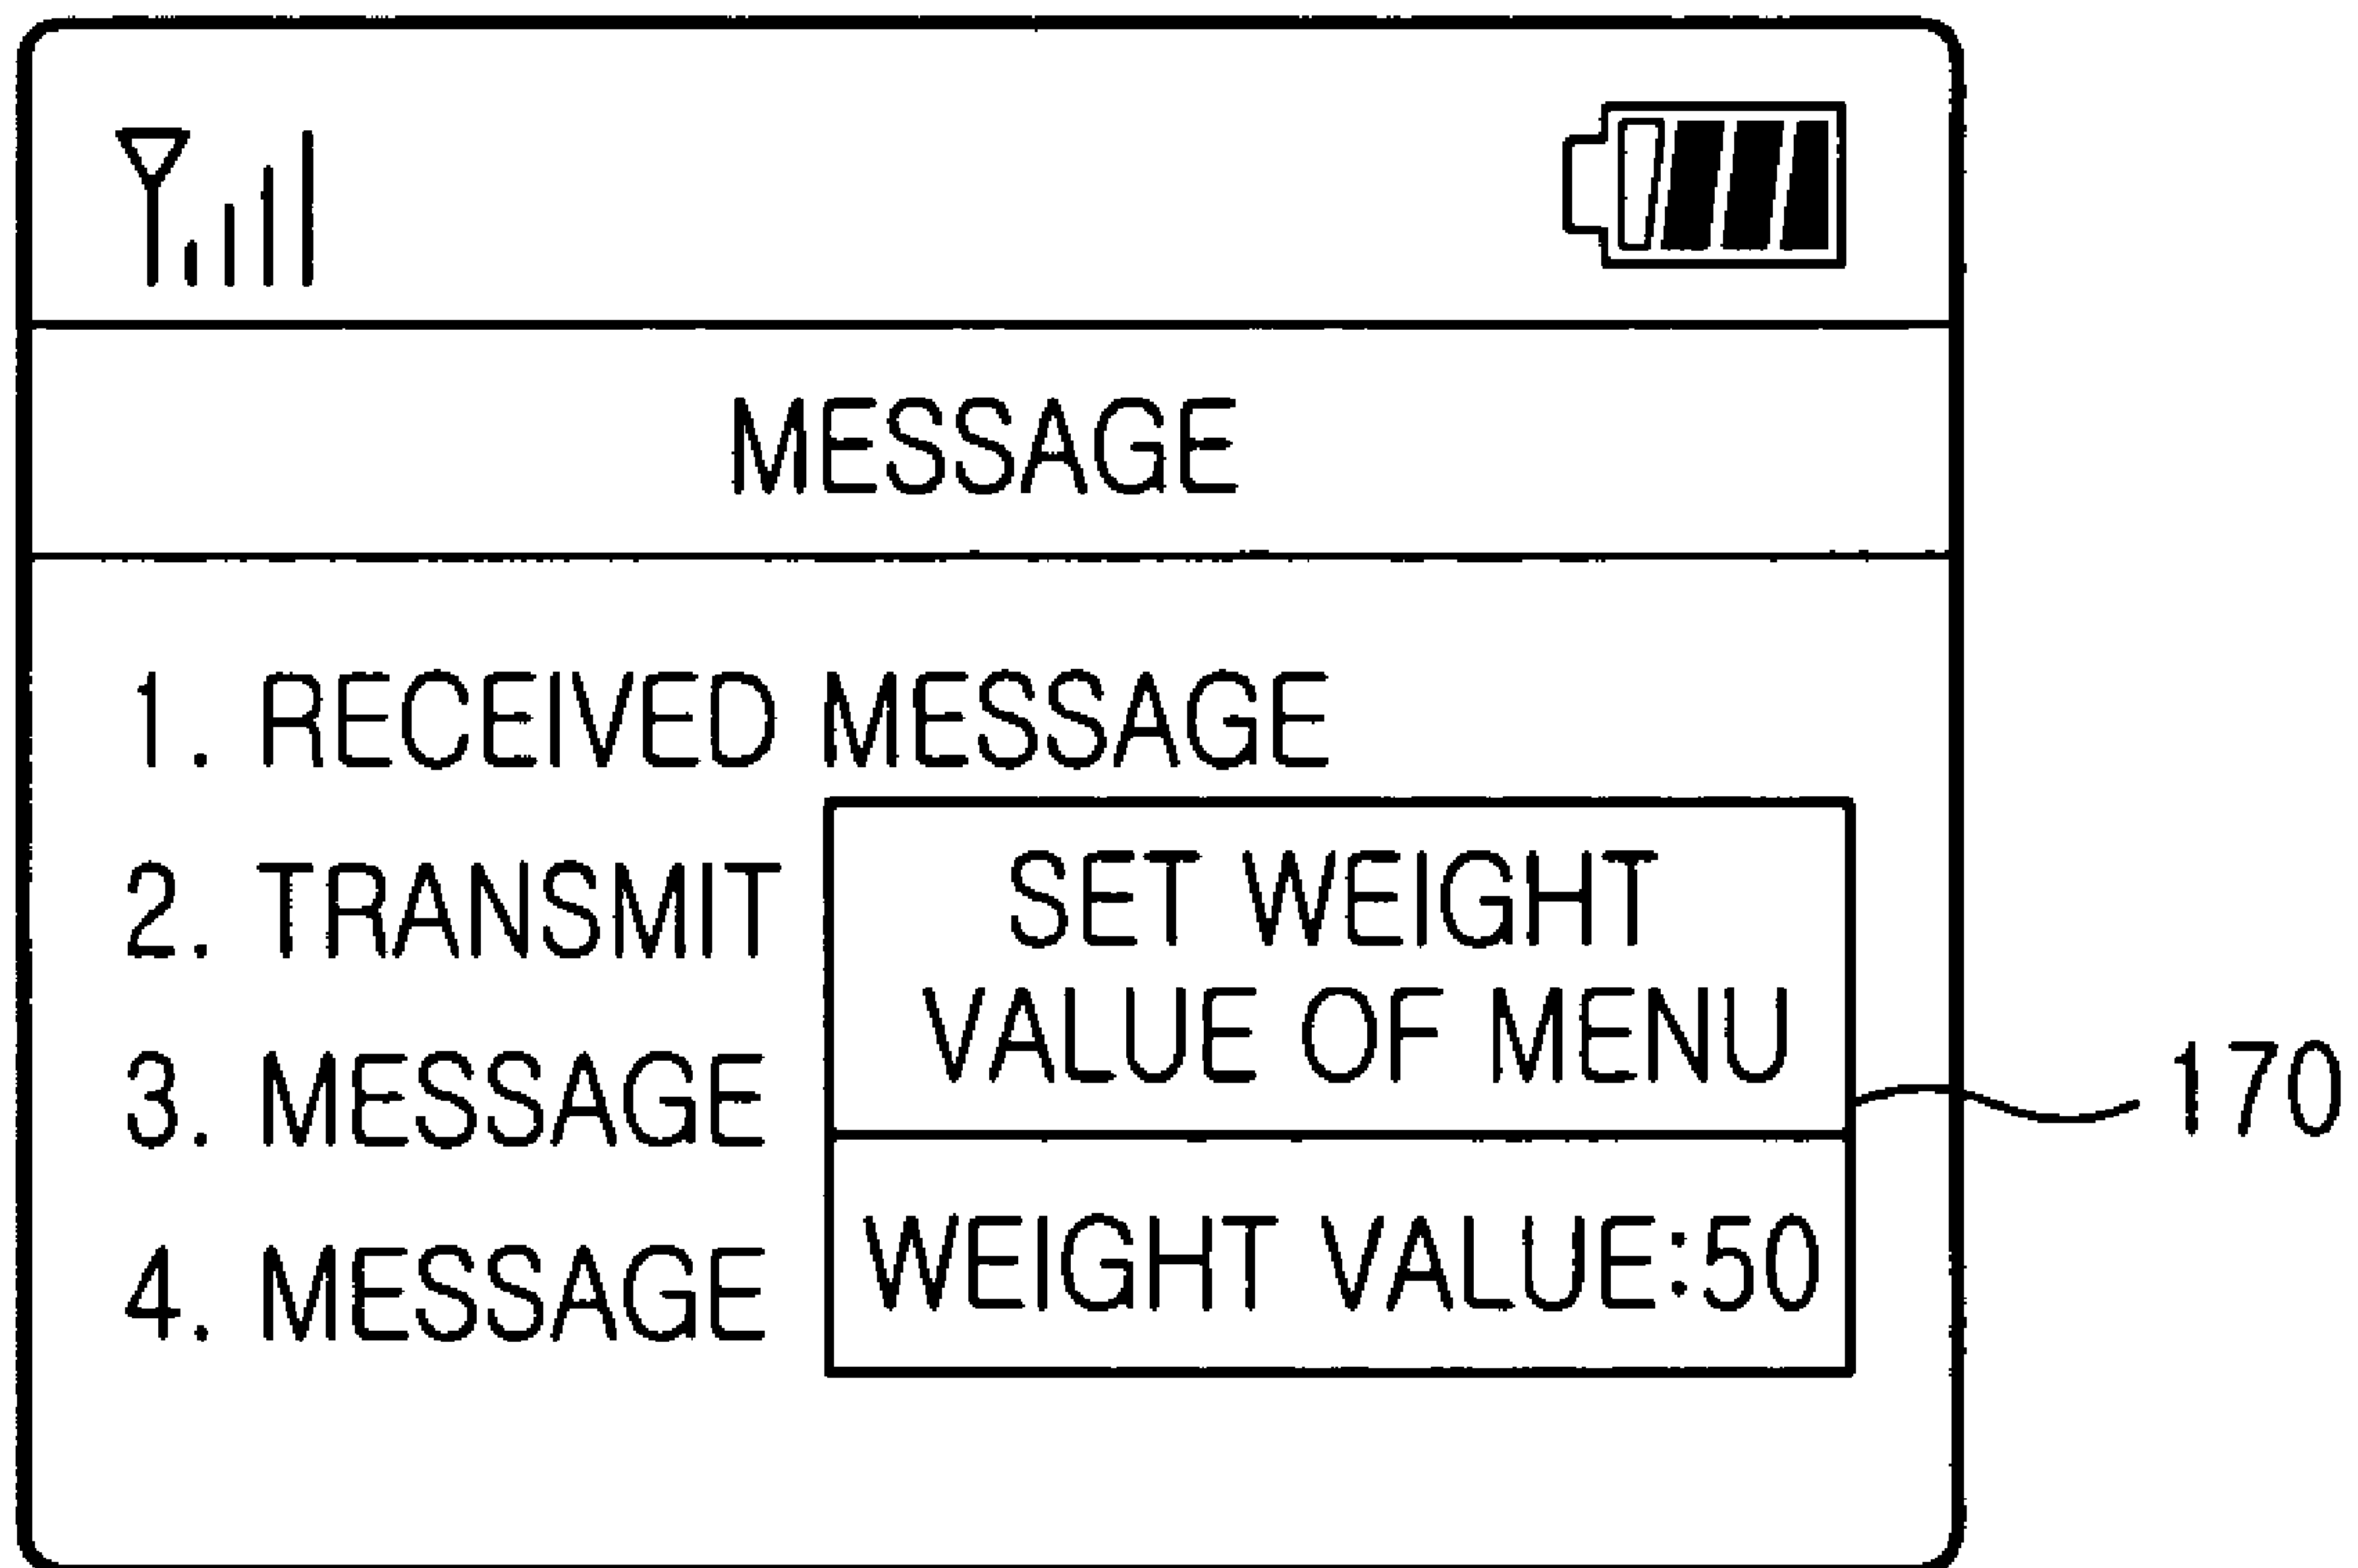 MESSAGE
1. RECEIVED MESSAGE
2. TRANSMIT
3. MESSAGE
4. MESSAGE
SET WEIGHT
VALUE OF MENU
WEIGHT VALUE:50
170